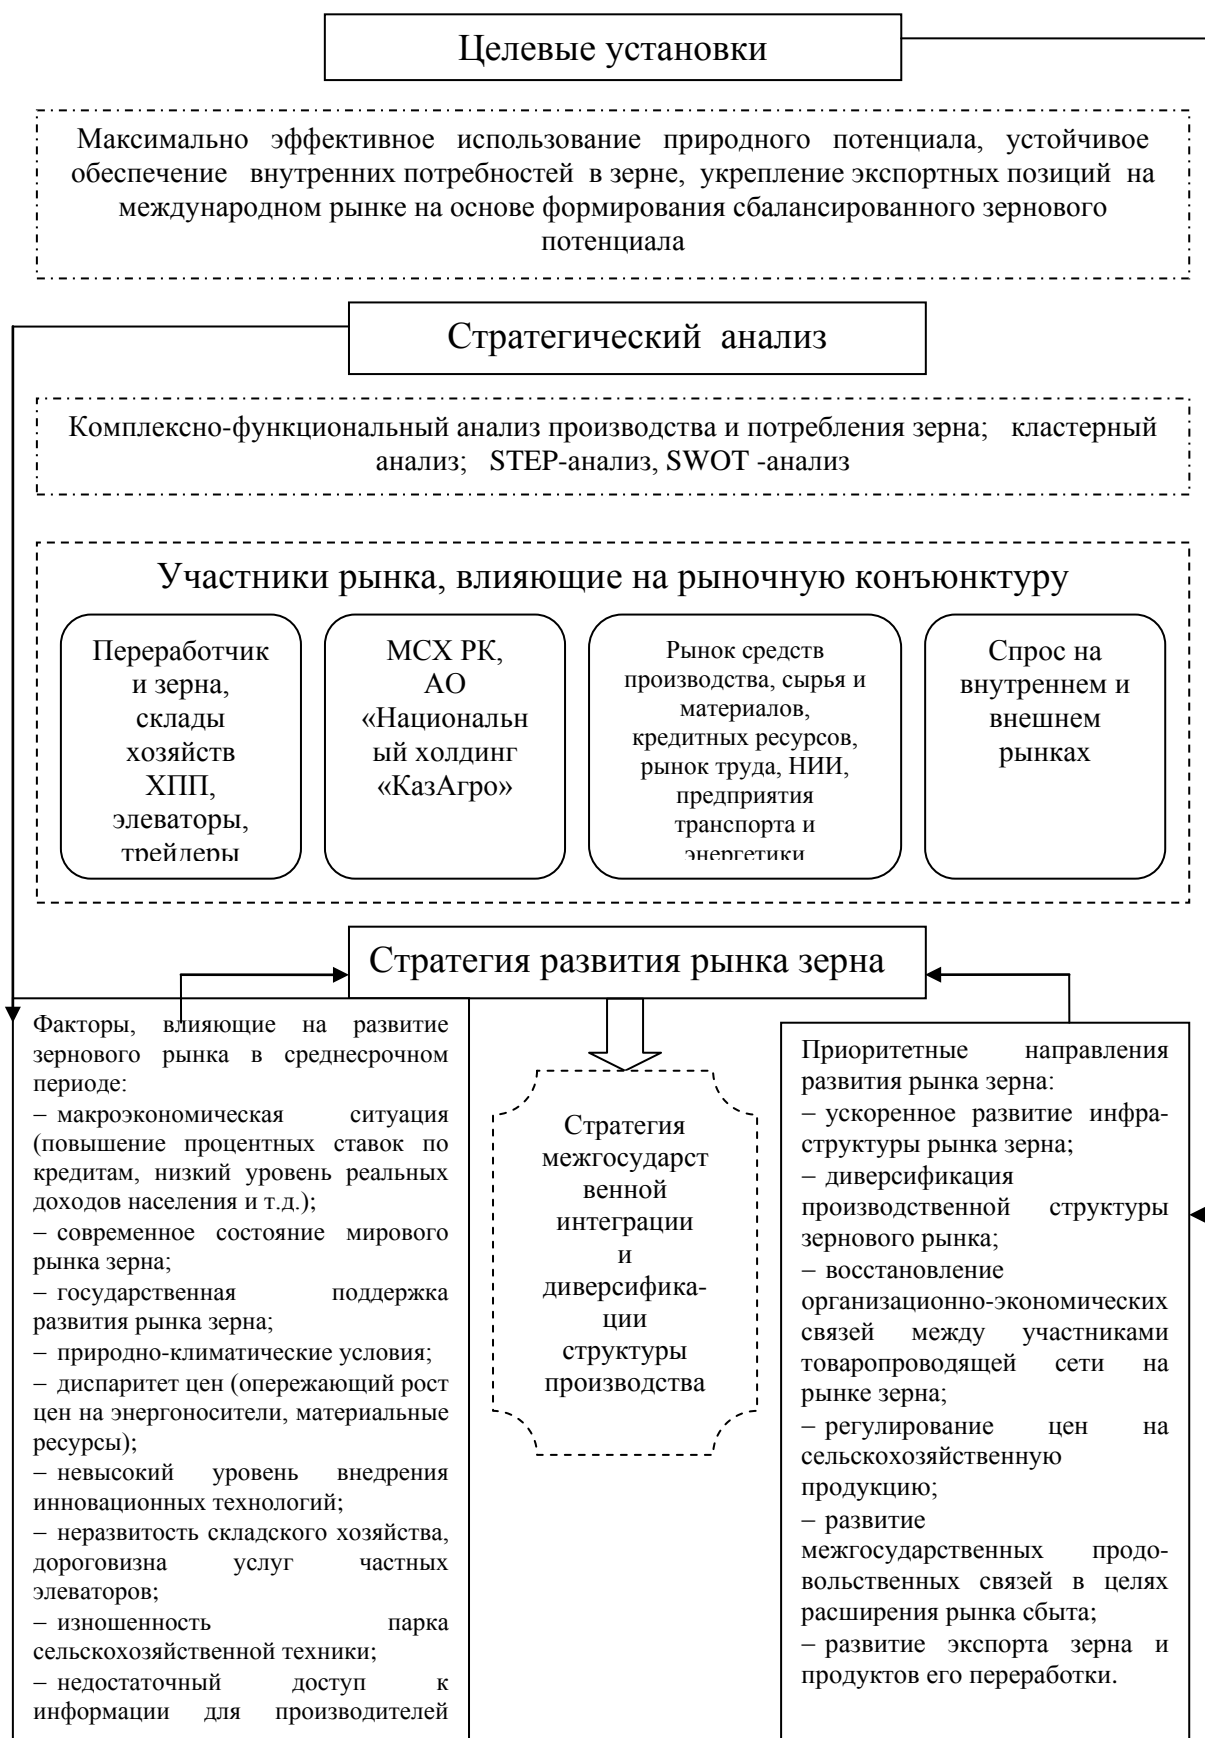 Целевые установки
Максимально эффективное использование природного потенциала, устойчивое
обеспечение внутренних потребностей в зерне, укрепление экспортных позиций на
международном рынке на основе формирования сбалансированного зернового
потенциала
Стратегический анализ
Комплексно-функциональный анализ производства и потребления зерна; кластерный
анализ; STEP-анализ, SWOT -анализ
Участники рынка, влияющие на рыночную конъюнктуру
Переработчик
и зерна,
склады
хозяйств
ХПП,
элеваторы,
трейдеры
МСХ РК,
АО
«Национальн
ый холдинг
«КазАгро»
Рынок средств
производства, сырья и
материалов,
кредитных ресурсов,
рынок труда, НИИ,
предприятия
транспорта и
энергетики
Спрос на
внутреннем и
внешнем
рынках
Стратегия развития рынка зерна
Факторы, влияющие на развитие
зернового рынка в среднесрочном
периоде:
– макроэкономическая ситуация
(повышение процентных ставок по
кредитам, низкий уровень реальных
доходов населения и т.д.);
– современное состояние мирового
рынка зерна;
– государственная поддержка
развития рынка зерна;
– природно-климатические условия;
– диспаритет цен (опережающий рост
цен на энергоносители, материальные
ресурсы);
– невысокий уровень внедрения
инновационных технологий;
– неразвитость складского хозяйства,
дороговизна услуг частных
элеваторов;
– изношенность парка
сельскохозяйственной техники;
– недостаточный доступ к
информации для производителей
Стратегия
межгосударст
венной
интеграции
и
диверсифика-
ции
структуры
производства
Приоритетные направления
развития рынка зерна:
– ускоренное развитие инфра-
структуры рынка зерна;
– диверсификация
производственной структуры
зернового рынка;
– восстановление
организационно-экономических
связей между участниками
товаропроводящей сети на
рынке зерна;
– регулирование цен на
сельскохозяйственную
продукцию;
– развитие
межгосударственных продо-
вольственных связей в целях
расширения рынка сбыта;
– развитие экспорта зерна и
продуктов его переработки.